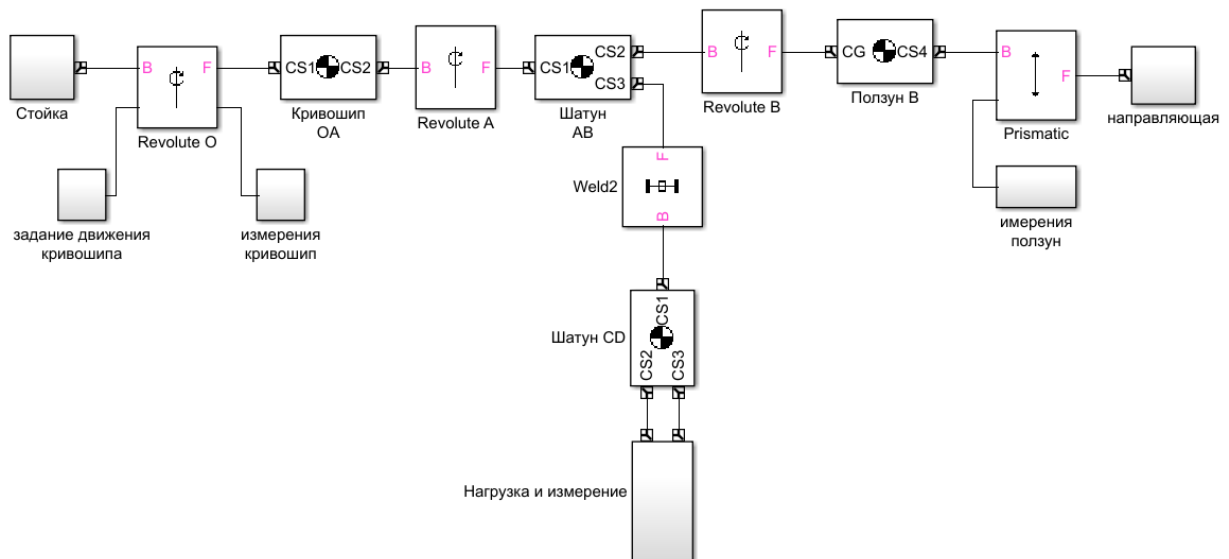 Стойка
B
F
Revolute O
задание движения
кривошипа
измерения
кривошип
CS1
CS2
Кривошип
OA
B
F
Revolute A
CS1
CS2
CS3
Шатун
AB
B
F
Revolute B
CG
CS4
Ползун B
B
F
Prismatic
направляющая
имерения
ползун
F
Weld2
B
CS1
Шатун CD
CS2
CS3
Нагрузка и измерение